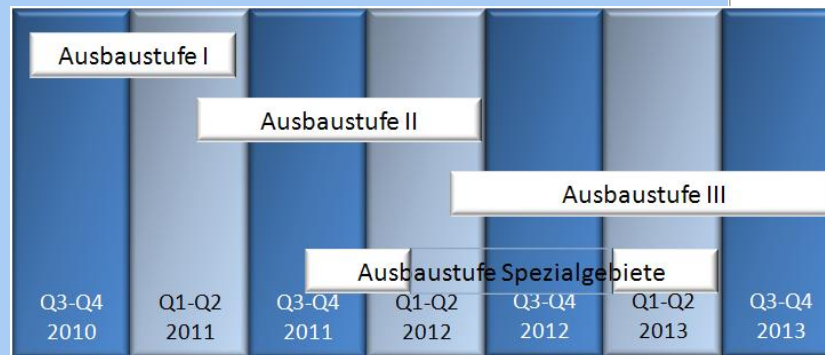 Ausbaustufe I
Ausbaustufe II
Ausbaustufe III
Ausbaustufe Spezialgebiete
Q3-Q4 Q1-Q2 Q3-Q4 Q1-Q2 Q3-Q4 Q1-Q2 Q3-Q4
2010 2011 2011 2012 2012 2013 2013